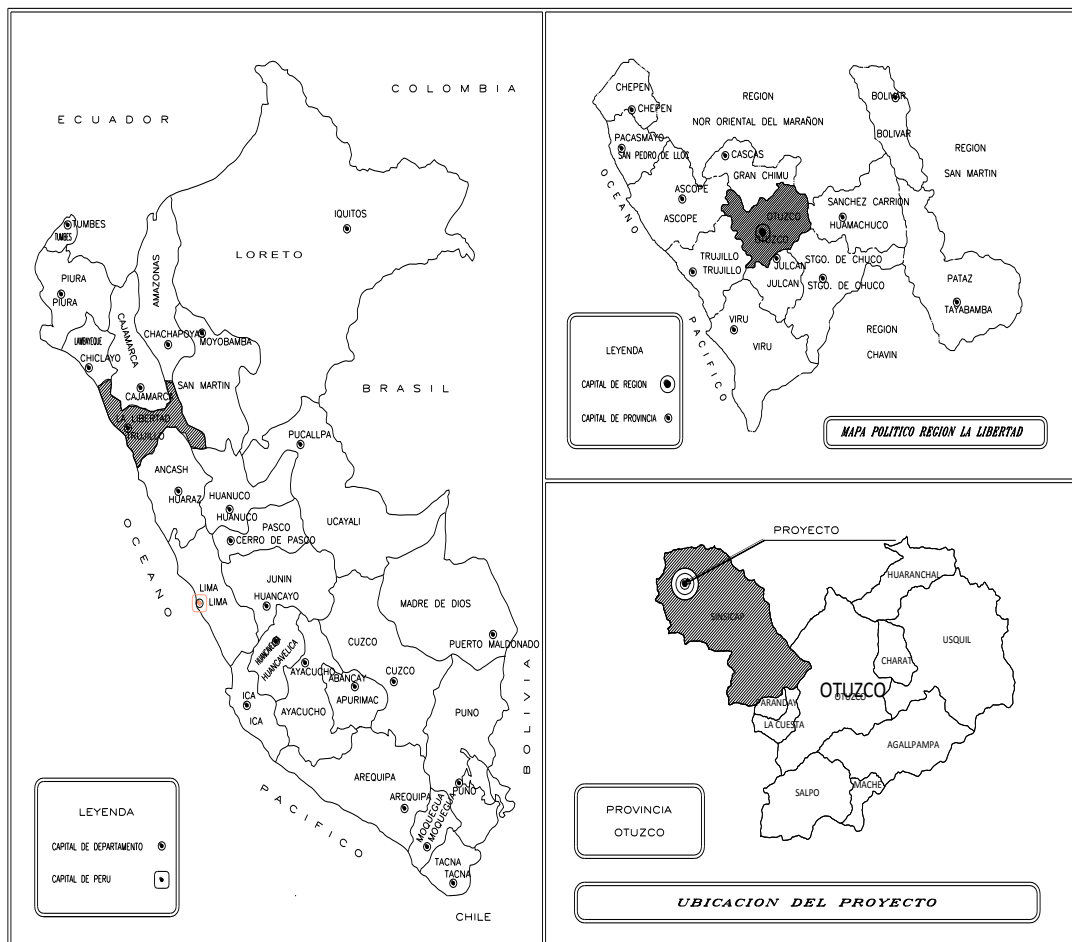 COLOMBIA
ECUADOR
IQUITOS
TUMBES
TUMBES
LORETO
AMAZONAS
PIURA
PIURA
CAJAMARCA
LAMBAYEQUE
CHACHAPOYAS
MOYOBAMBA
CHICLAYO
CAJAMARCA
SAN MARTIN
BRASIL
LA LIBERTAD
TRUJILLO
PUCALLPA
ANCASH
HUARAZ
HUANUCO
HUANUCO
PASCO
UCAYALI
CERRO DE PASCO
OCEANO
JUNIN
LIMA
LIMA
HUANCAYO
MADRE DE DIOS
HUANCAVELICA
HUANCAVELICA
CUZCO
PUERTO MALDONADO
AYACUCHO
ABANCAY
CUZCO
APURIMAC
ICA
ICA
AYACUCHO
PUNO
BOLIVIA
AREQUIPA
PUNO
AREQUIPA
MOQUEGUA
MOQUEGUA
PACIFICO
TACNA
TACNA
CHILE
LEYENDA
CAPITAL DE DEPARTAMENTO
CAPITAL DE PERU
CHEPEN
CHEPEN
REGION
NOR ORIENTAL DEL MARAÑON
BOLIVAR
BOLIVAR
PACASMAYO
SAN PEDRO DE LLOC
CASCAS
GRAN CHIMU
REGION
SAN MARTIN
OCEANO
ASCOPE
ASCOPE
OTUZCO
OTUZCO
SANCHEZ CARRION
HUAMACHUCO
TRUJILLO
TRUJILLO
JULCAN
JULCAN
STGO. DE CHUCO
STGO. DE CHUCO
PATAZ
TAYABAMBA
PACIFICO
VIRU
VIRU
REGION
CHAVIN
LEYENDA
CAPITAL DE REGION
CAPITAL DE PROVINCIA
MAPA POLITICO REGION LA LIBERTAD
PROYECTO
HUARANCHAL
SINSICAP
USQUIL
CHARAT
OTUZCO
OTUZCO
ARANDAY
LA CUESTA
AGALLPAMPA
SALPO
MACHE
PROVINCIA
OTUZCO
UBICACION DEL PROYECTO